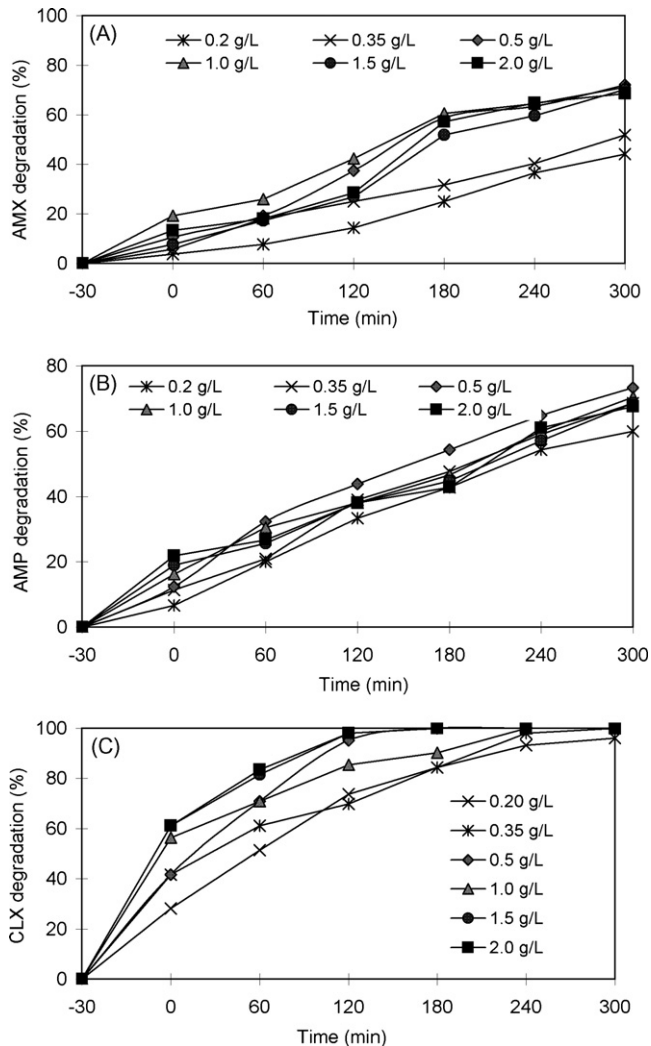 (A)
0.2 g/L 0.35 g/L 0.5 g/L
1.0 g/L 1.5 g/L 2.0 g/L
AMX degradation (%)
100
80
60
40
20
0
-30 0 60 120 180 240 300
Time (min)
(B)
0.2 g/L 0.35 g/L 0.5 g/L
1.0 g/L 1.5 g/L 2.0 g/L
AMP degradation (%)
80
60
40
20
0
-30 0 60 120 180 240 300
Time (min)
(C)
CLX degradation (%)
100
80
60
40
20
0
0.20 g/L
0.35 g/L
0.5 g/L
1.0 g/L
1.5 g/L
2.0 g/L
-30 0 60 120 180 240 300
Time (min)